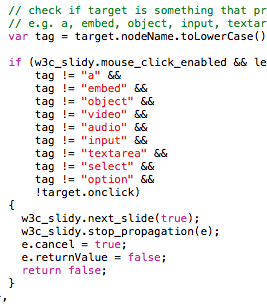 // check if target is something that pr
// e.g. a, embed, object, input, textar
var tag = target.nodeName.toLowerCase()
if (w3c_slidy.mouse_click_enabled && le
tag != "a" &&
tag != "embed" &&
tag != "object" &&
tag != "video" &&
tag != "audio" &&
tag != "input" &&
tag != "textarea" &&
tag != "select" &&
tag != "option" &&
!target.onclick)
{
w3c_slidy.next_slide(true);
w3c_slidy.stop_propagation(e);
e.cancel = true;
e.returnValue = false;
return false;
}
,